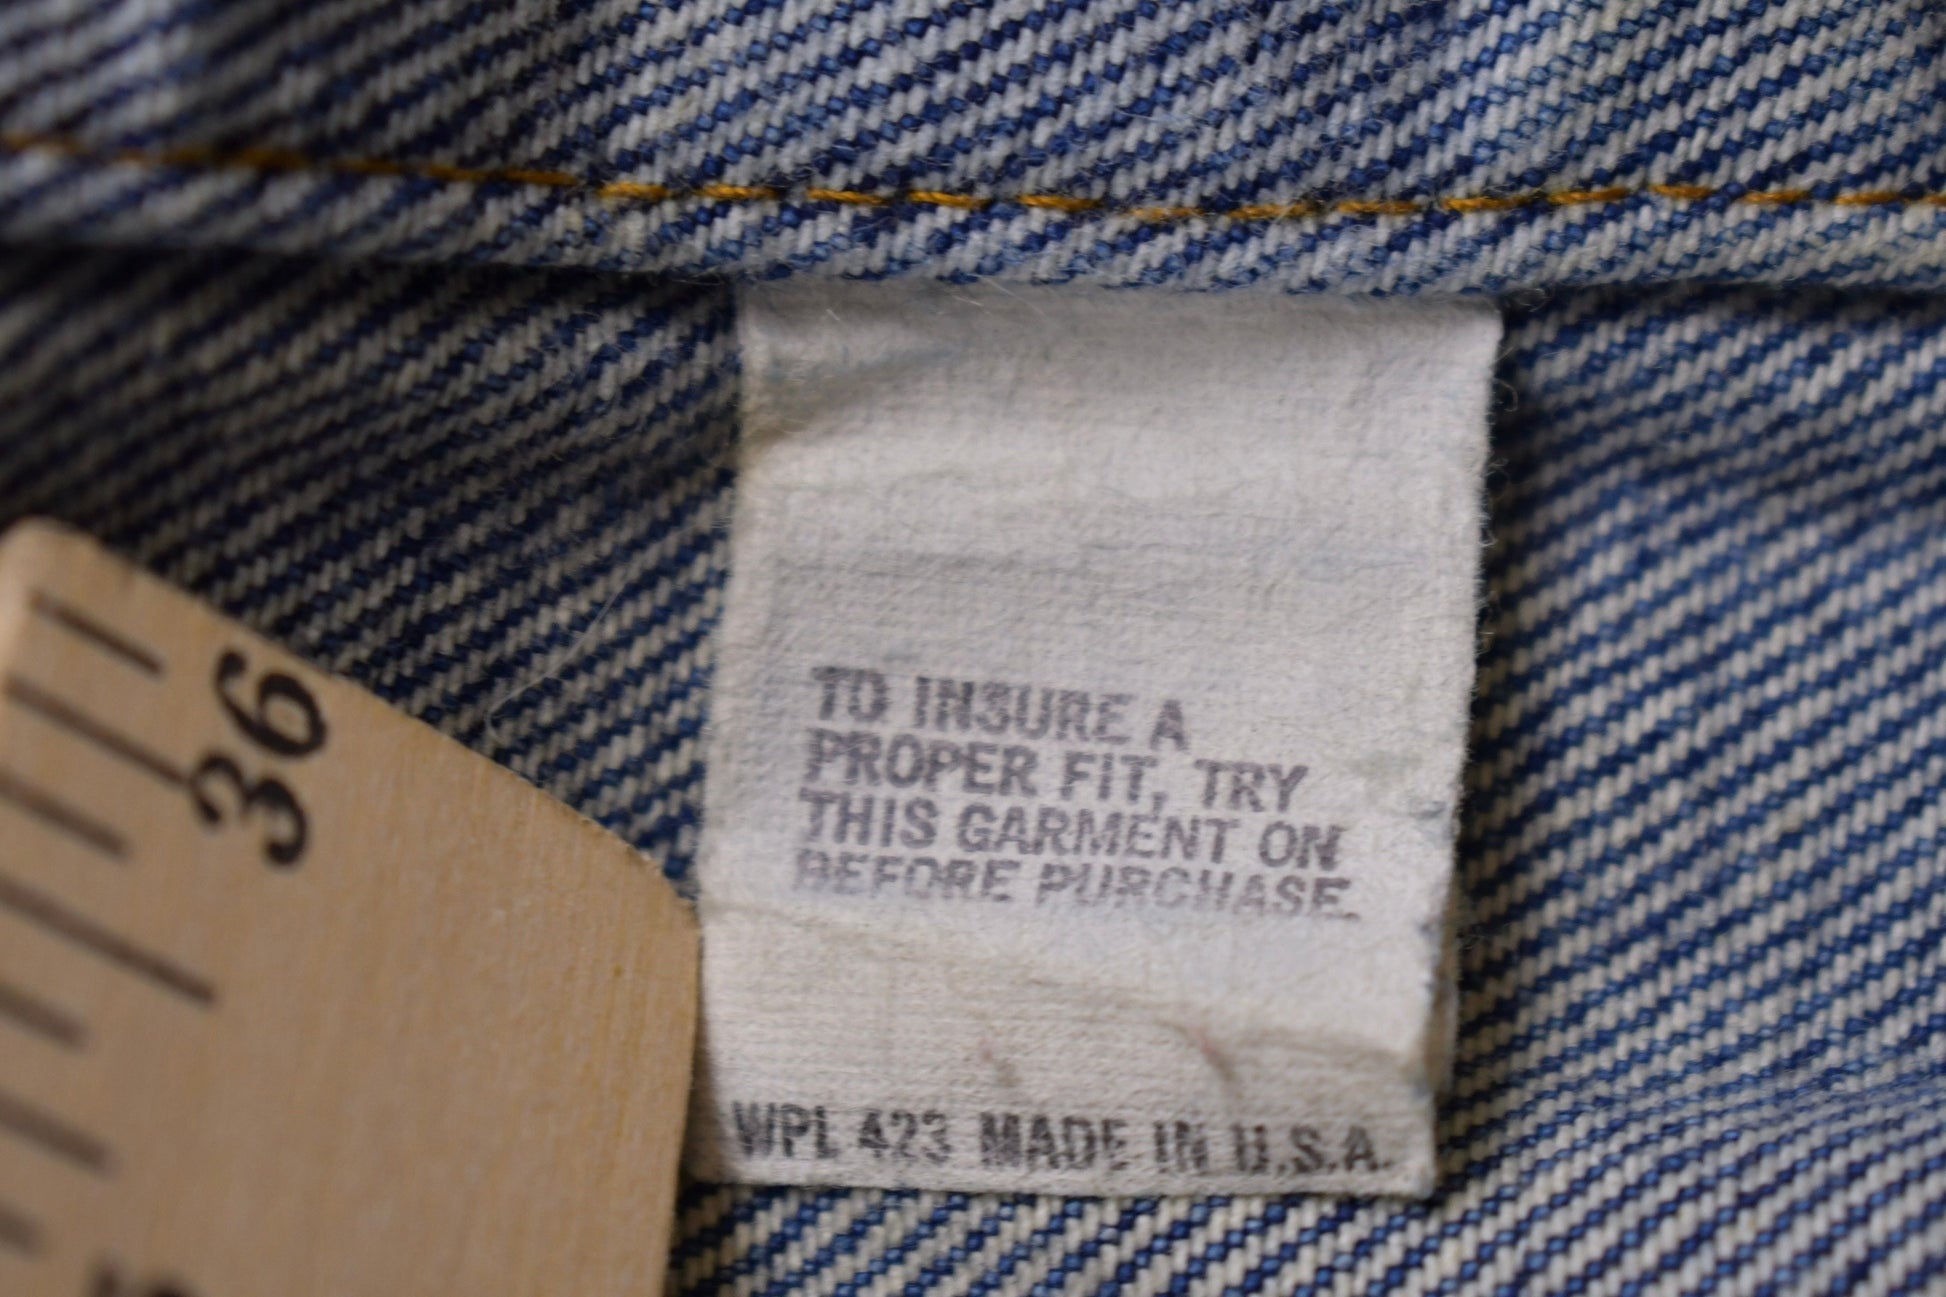 TO INSURE A
PROPER FIT, TRY
THIS GARMENT ON
BEFORE PURCHASE.
WPL 423 MADE IN U.S.A.
36